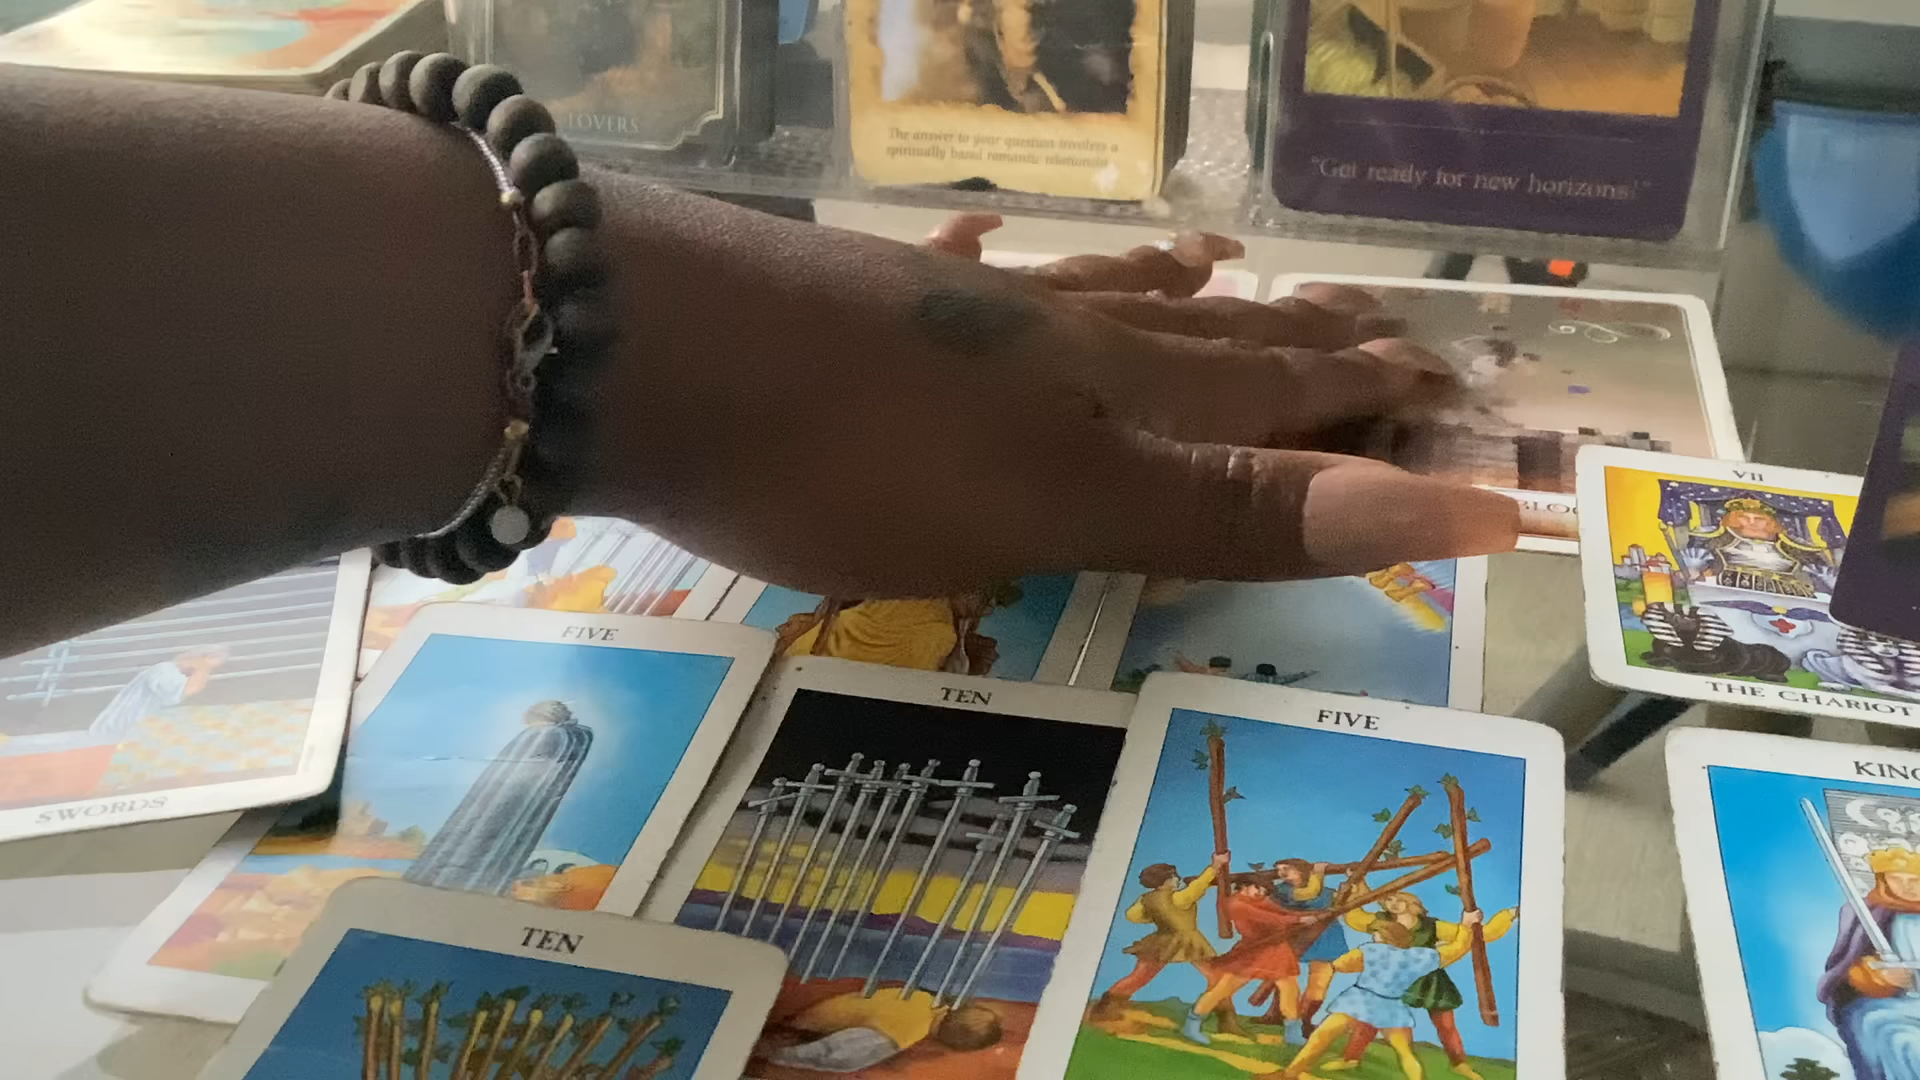 LOVERS
The answer to your question involves a
spiritually based romantic relationship
"Get ready for new horizons!"
VII
THE CHARIOT
FIVE
SWORDS
TEN
FIVE
KING
TEN